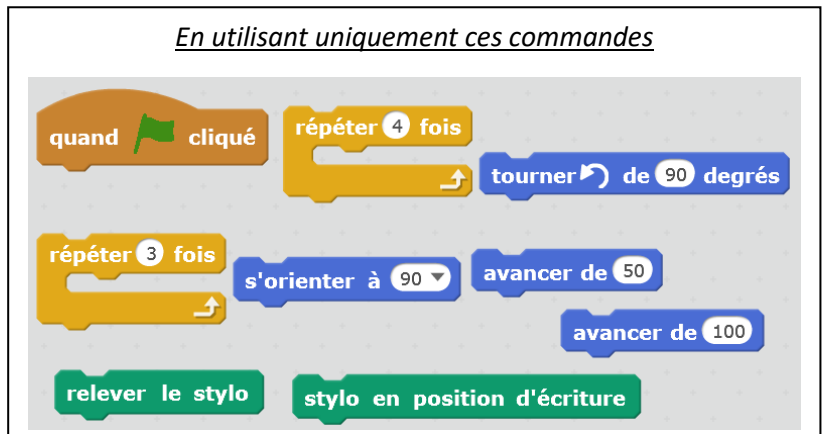 En utilisant uniquement ces commandes
quand cliqué
répéter 4 fois
tourner de 90 degrés
répéter 3 fois
s'orienter à 90
avancer de 50
avancer de 100
relever le stylo
stylo en position d'écriture